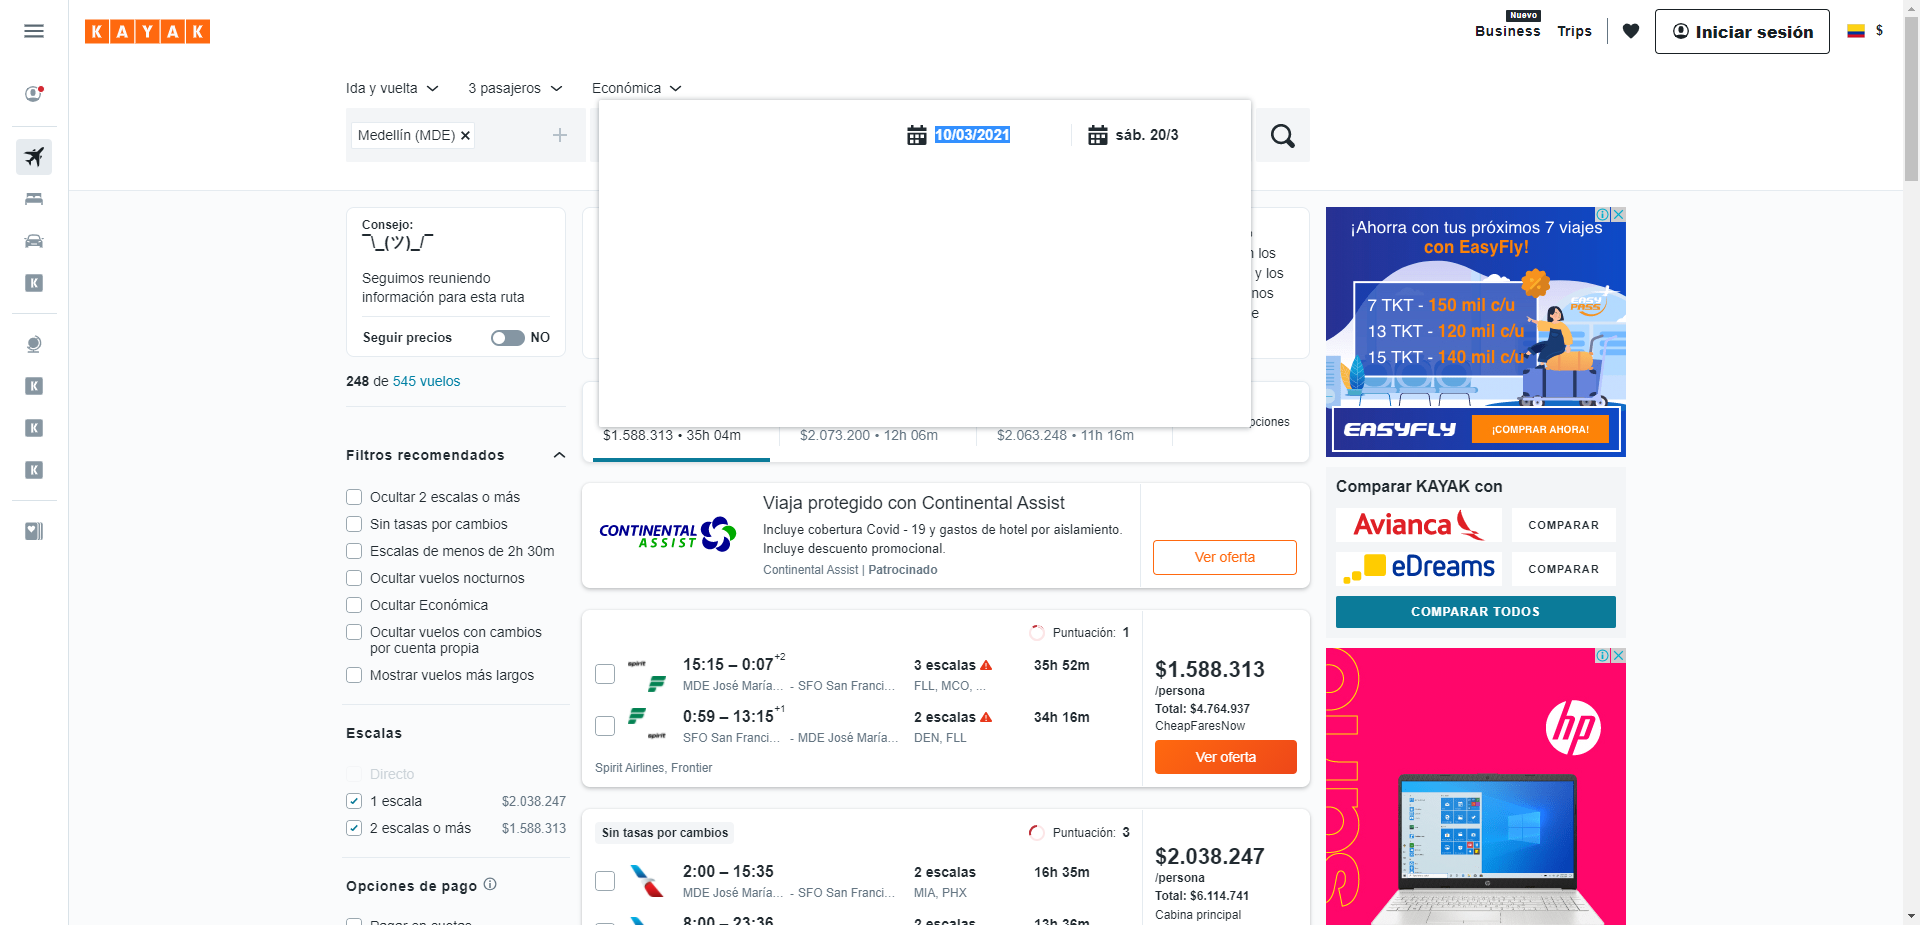 KAYAK
Nuevo
Business
Trips
Iniciar sesión
$
Ida y vuelta
3 pasajeros
Económica
Medellín (MDE)
10/03/2021
sáb. 20/3
Consejo:
¯\_(ツ)_/¯
Seguimos reuniendo
información para esta ruta
Seguir precios
NO
248 de 545 vuelos
Filtros recomendados
Ocultar 2 escalas o más
Sin tasas por cambios
Escalas de menos de 2h 30m
Ocultar vuelos nocturnos
Ocultar Económica
Ocultar vuelos con cambios
por cuenta propia
Mostrar vuelos más largos
Escalas
Directo
1 escala $2.038.247
2 escalas o más $1.588.313
Opciones de pago
Pagar en cuotas
los
y los
nos
e
pciones
$1.588.313 • 35h 04m
$2.073.200 • 12h 06m
$2.063.248 • 11h 16m
CONTINENTAL
ASSIST
Viaja protegido con Continental Assist
Incluye cobertura Covid - 19 y gastos de hotel por aislamiento.
Incluye descuento promocional.
Continental Assist | Patrocinado
Ver oferta
Puntuación: 1
spirit
15:15 – 0:07+2
MDE José María... - SFO San Franci...
3 escalas
FLL, MCO, ...
35h 52m
0:59 – 13:15+1
spirit
SFO San Franci... - MDE José María...
2 escalas
DEN, FLL
34h 16m
Spirit Airlines, Frontier
$1.588.313
/persona
Total: $4.764.937
CheapFaresNow
Ver oferta
Sin tasas por cambios
Puntuación: 3
2:00 – 15:35
MDE José María... - SFO San Franci...
2 escalas
MIA, PHX
16h 35m
8:00 – 23:36
2 escalas
13h 36m
$2.038.247
/persona
Total: $6.114.741
Cabina principal
¡Ahorra con tus próximos 7 viajes
con EasyFly!
7 TKT - 150 mil c/u
13 TKT - 120 mil c/u
15 TKT - 140 mil c/u
EASY
PASS
EASYFLY
¡COMPRAR AHORA!
Comparar KAYAK con
Avianca
COMPARAR
eDreams
COMPARAR
COMPARAR TODOS
hp